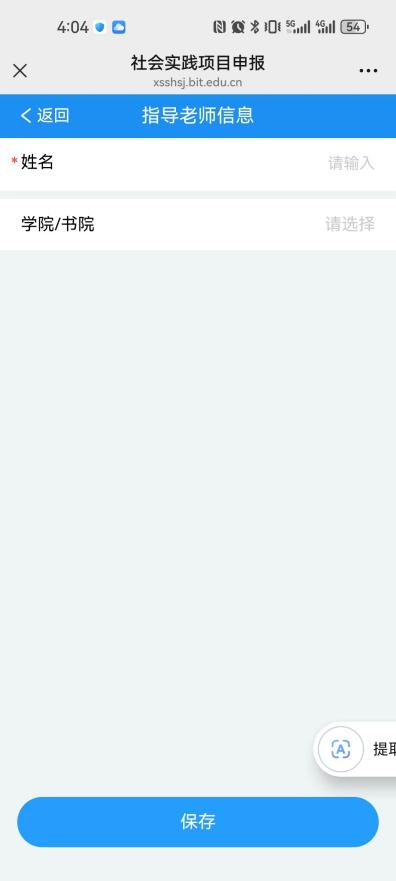 4:04 5G 4G 54
社会实践项目申报
xsshsj.bit.edu.cn
返回 指导老师信息
*姓名 请输入
学院/书院 请选择
A 提取
保存